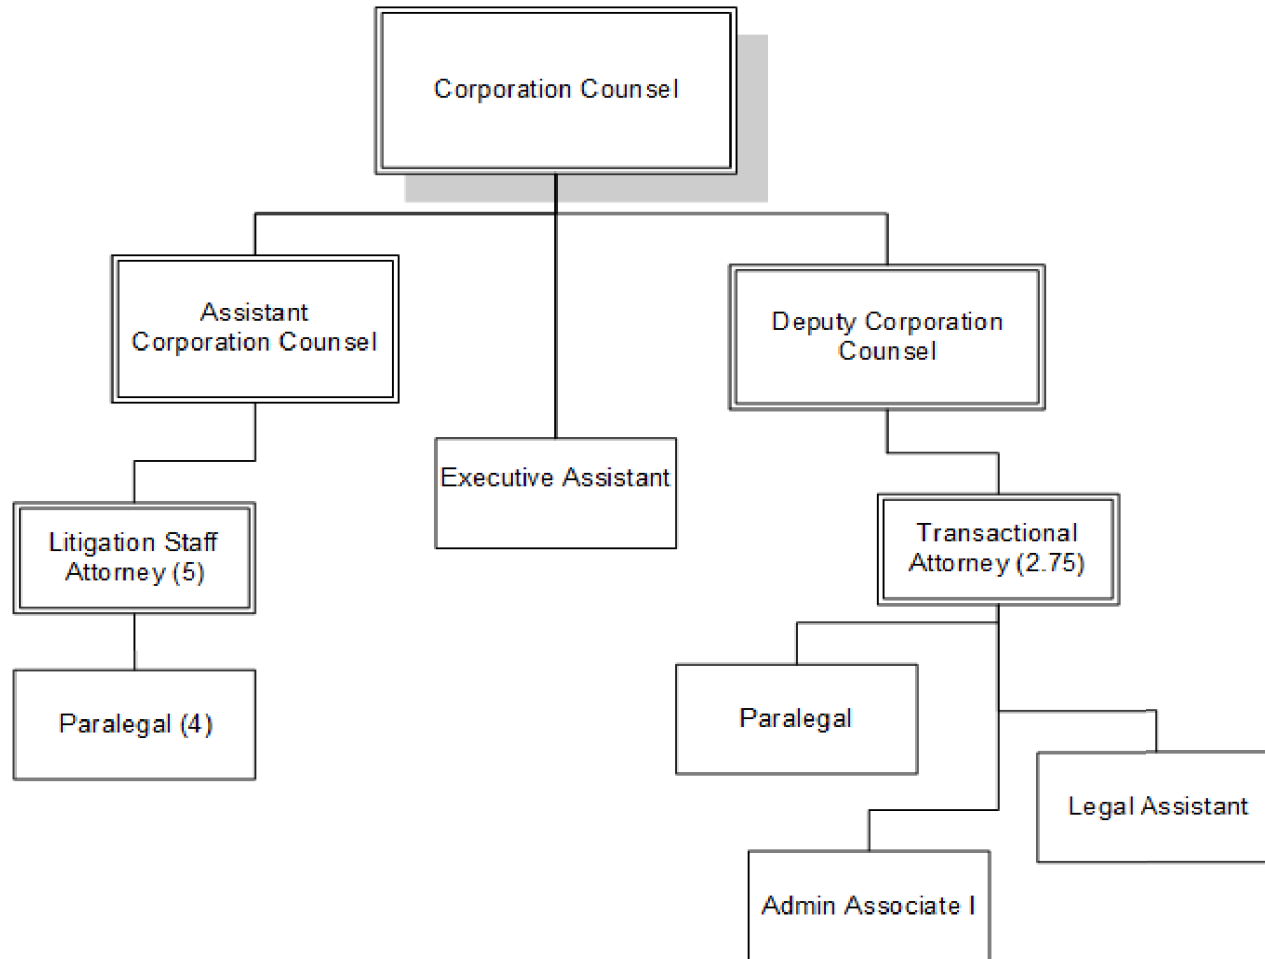 Corporation Counsel
Assistant
Corporation Counsel
Deputy Corporation
Counsel
Executive Assistant
Litigation Staff
Attorney (5)
Transactional
Attorney (2.75)
Paralegal (4)
Paralegal
Legal Assistant
Admin Associate I